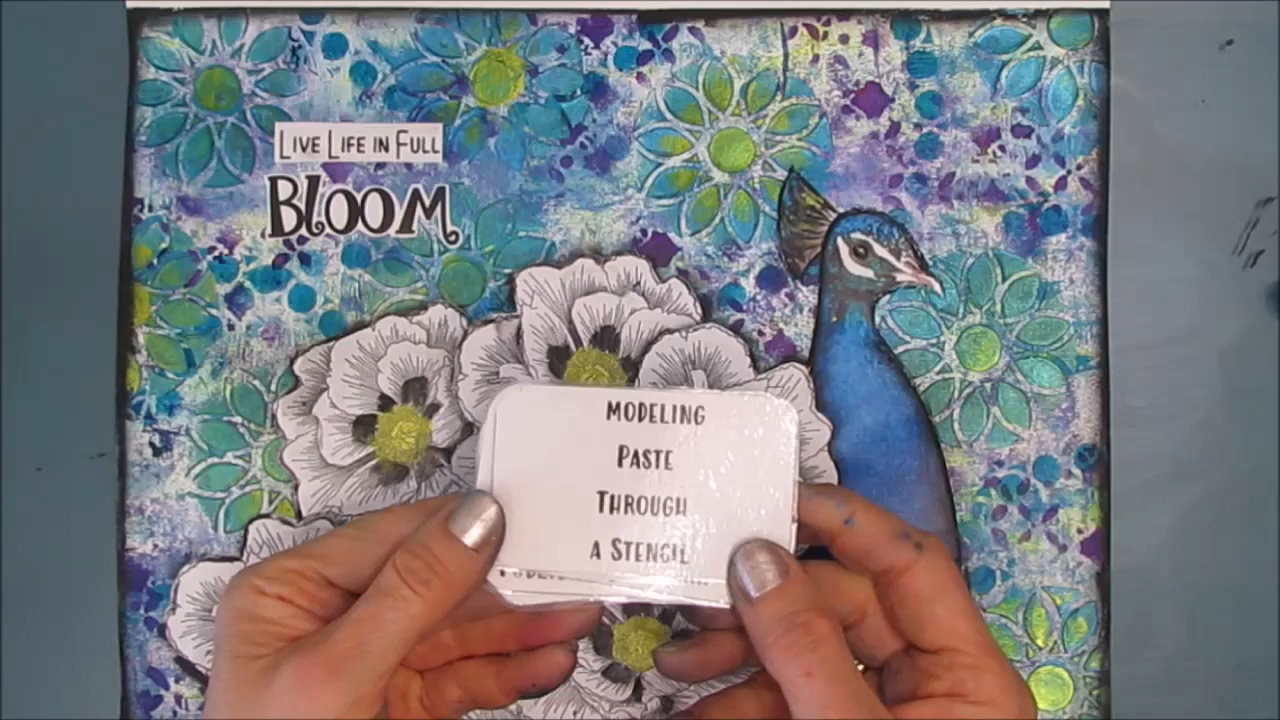 LIVE LIFE IN FULL
BLOOM
MODELING
PASTE
THROUGH
A STENCIL